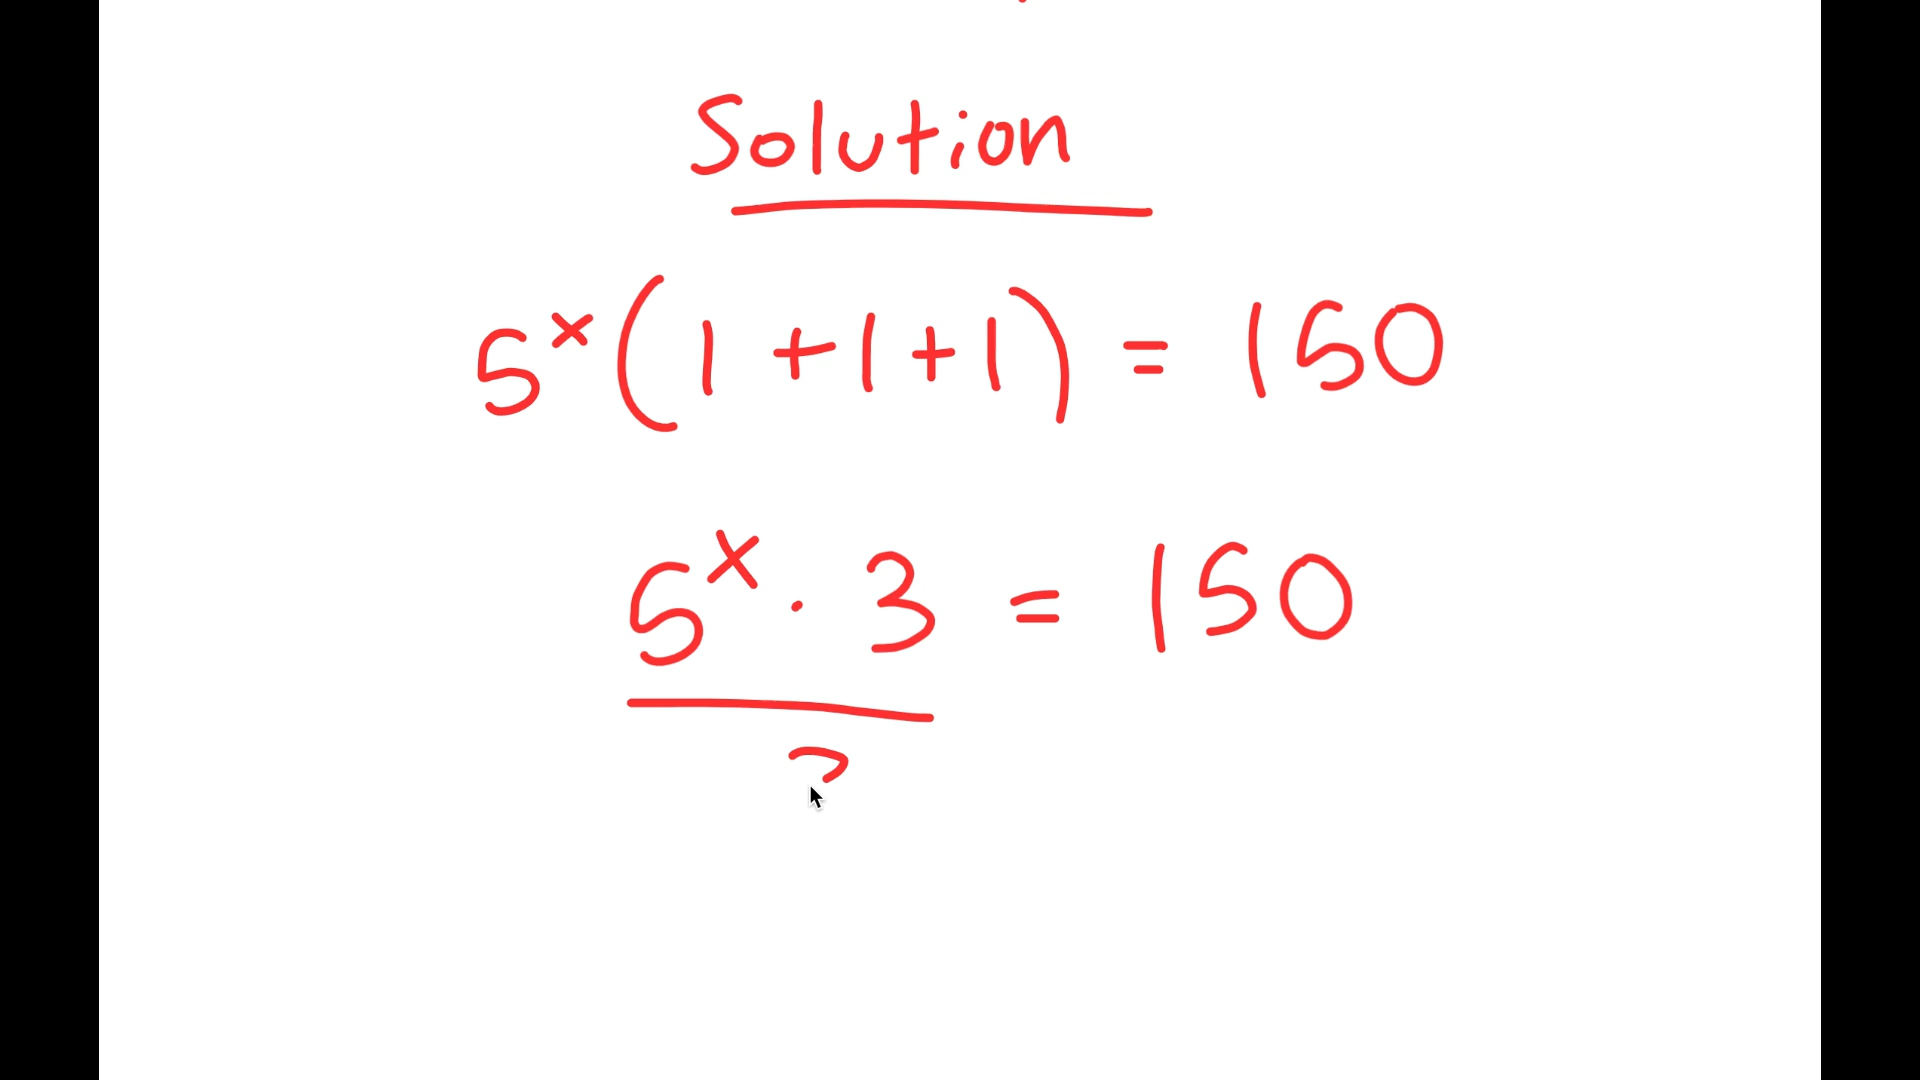 Solution
5^x(1+1+1) = 150
5^x · 3 = 150